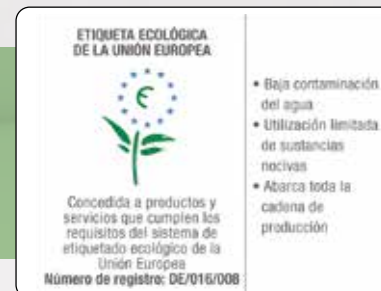 ETIQUETA ECOLÓGICA
DE LA UNIÓN EUROPEA
Concedida a productos y
servicios que cumplen los
requisitos del sistema de
etiquetado ecológico de la
Unión Europea
Número de registro: DE/016/008
• Baja contaminación
del agua
• Utilización limitada
de sustancias
nocivas
• Abarca toda la
cadena de
producción